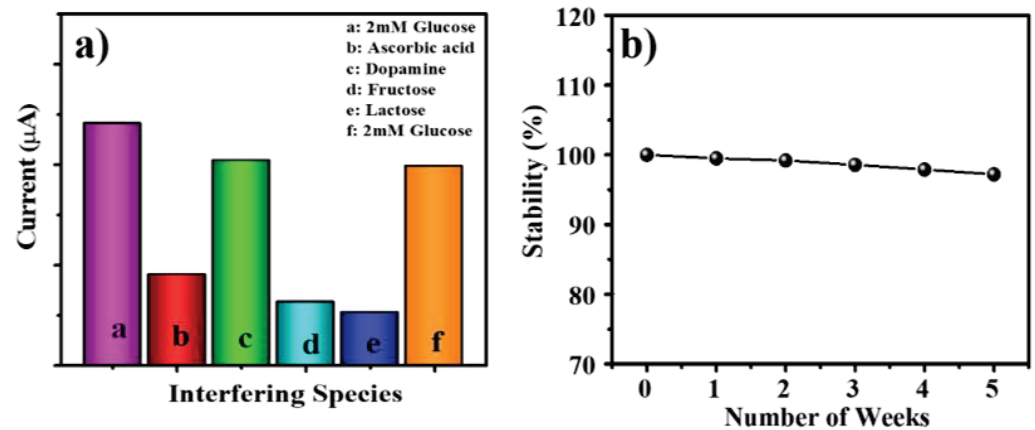 a)
a: 2mM Glucose
b: Ascorbic acid
c: Dopamine
d: Fructose
e: Lactose
f: 2mM Glucose
Current (μA)
a
b
c
d
e
f
Interfering Species
b)
120
110
100
90
80
70
Stability (%)
0 1 2 3 4 5
Number of Weeks